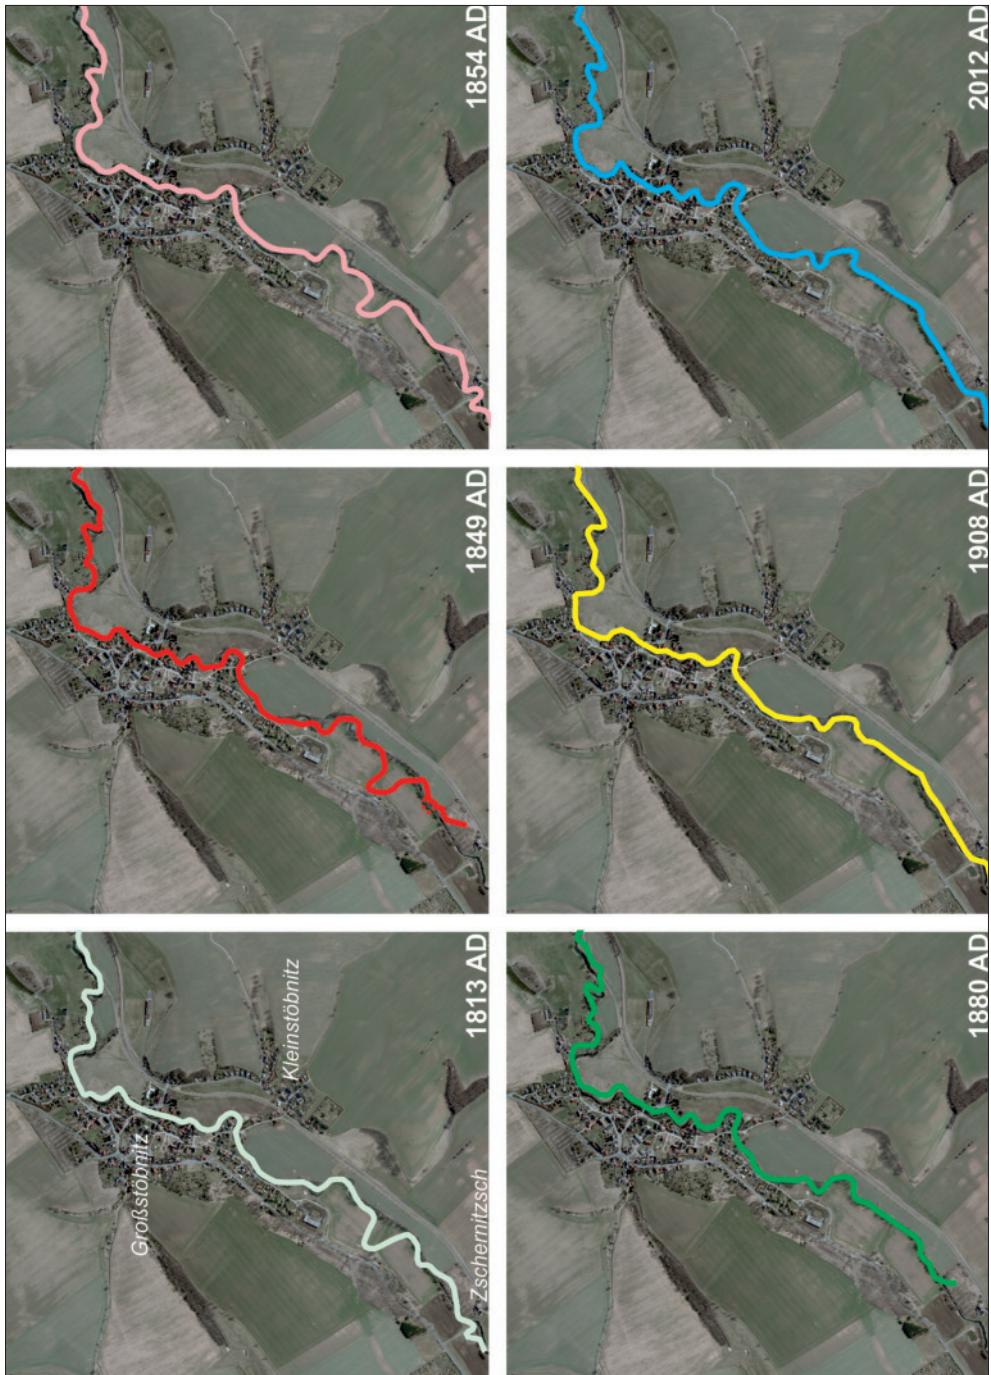 1813 AD
Großstöbnitz
Kleinstöbnitz
Zschernitzsch
1849 AD
1854 AD
1880 AD
1908 AD
2012 AD